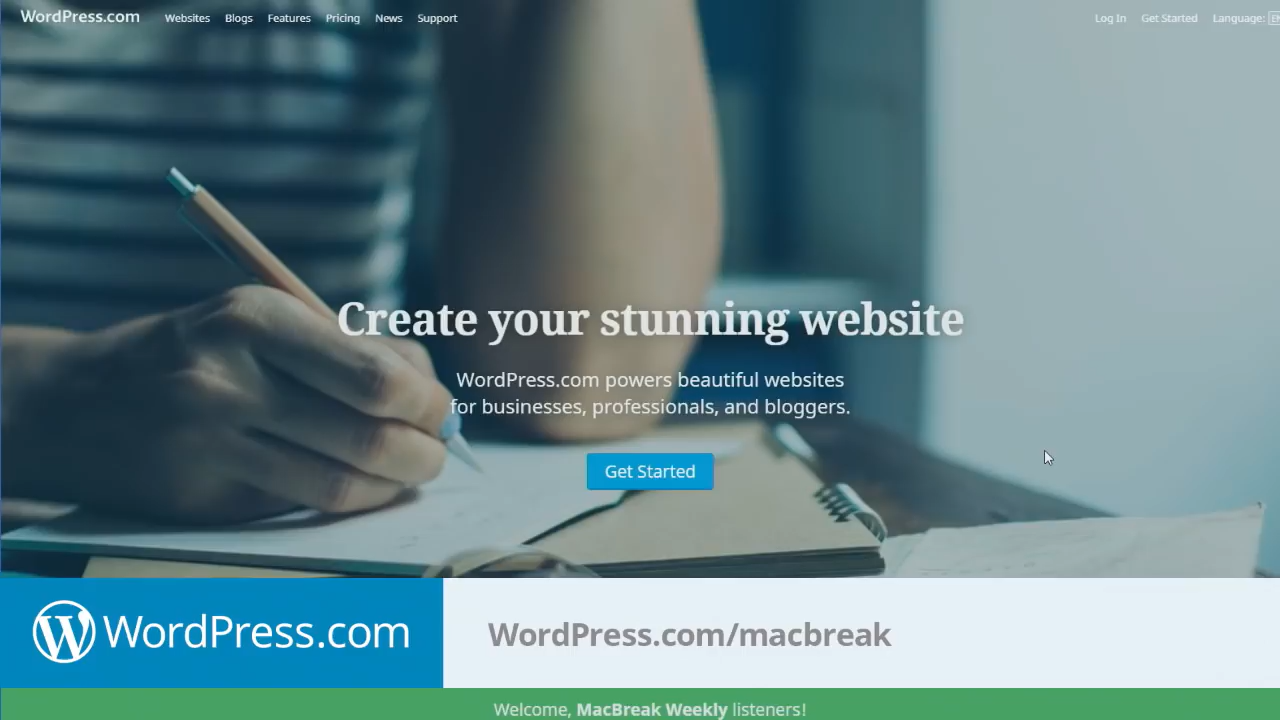 WordPress.com Websites Blogs Features Pricing News Support Log In Get Started Language:
Create your stunning website
WordPress.com powers beautiful websites
for businesses, professionals, and bloggers.
Get Started
WordPress.com
WordPress.com/macbreak
Welcome, MacBreak Weekly listeners!